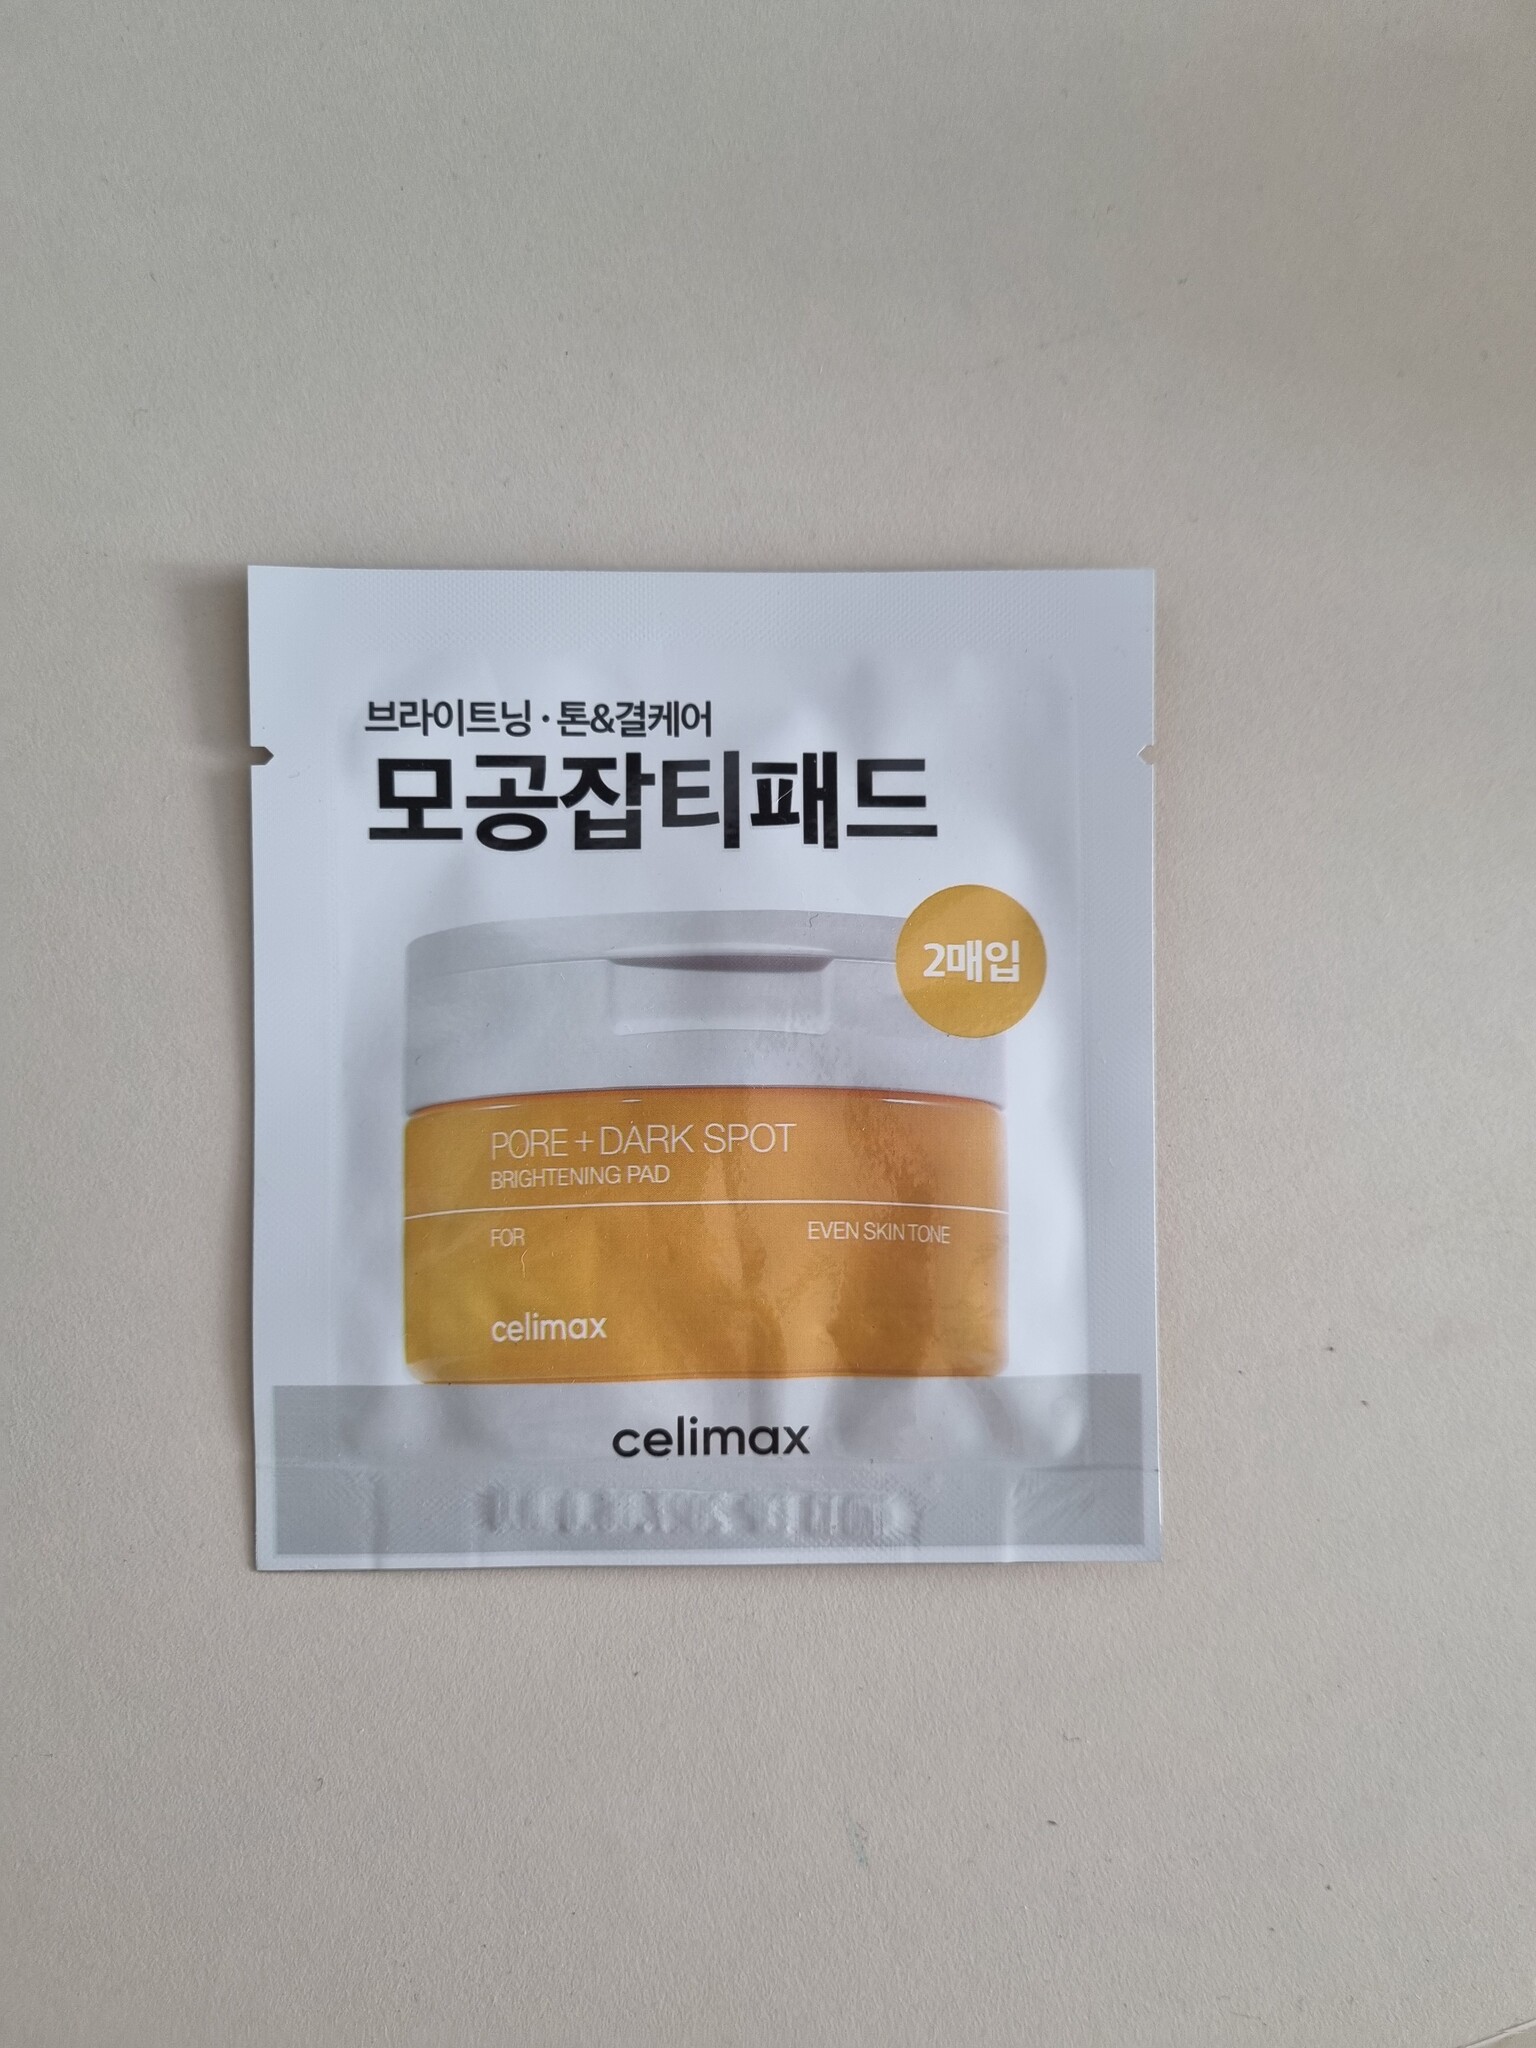 브라이트닝·톤&결케어
모공잡티패드
2매입
PORE + DARK SPOT
BRIGHTENING PAD
FOR EVEN SKIN TONE
celimax
celimax